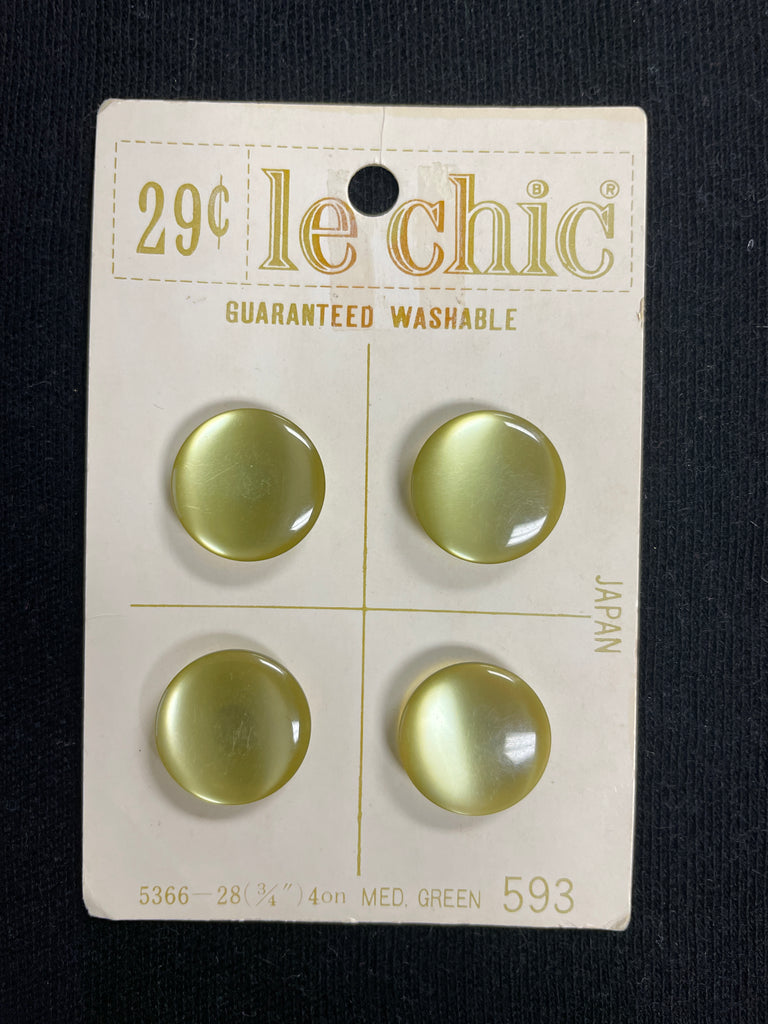 29¢ le chic B ®
GUARANTEED WASHABLE
JAPAN
5366—28(3/4")4on MED. GREEN 593